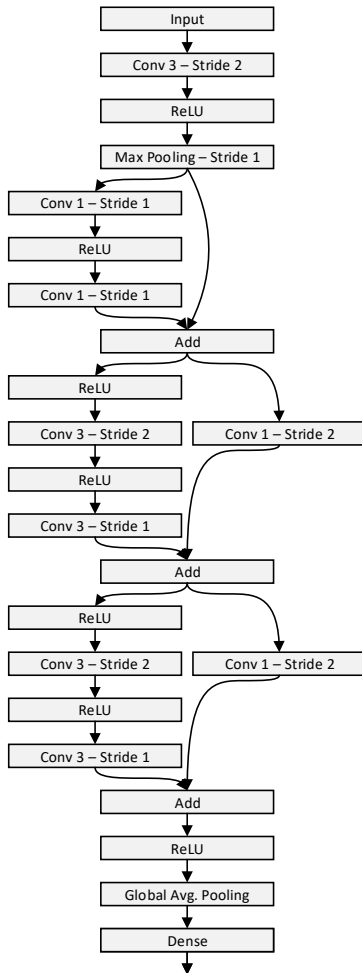 Input
Conv 3 – Stride 2
ReLU
Max Pooling – Stride 1
Conv 1 – Stride 1
ReLU
Conv 1 – Stride 1
Add
ReLU
Conv 3 – Stride 2
Conv 1 – Stride 2
ReLU
Conv 3 – Stride 1
Add
ReLU
Conv 3 – Stride 2
Conv 1 – Stride 2
ReLU
Conv 3 – Stride 1
Add
ReLU
Global Avg. Pooling
Dense